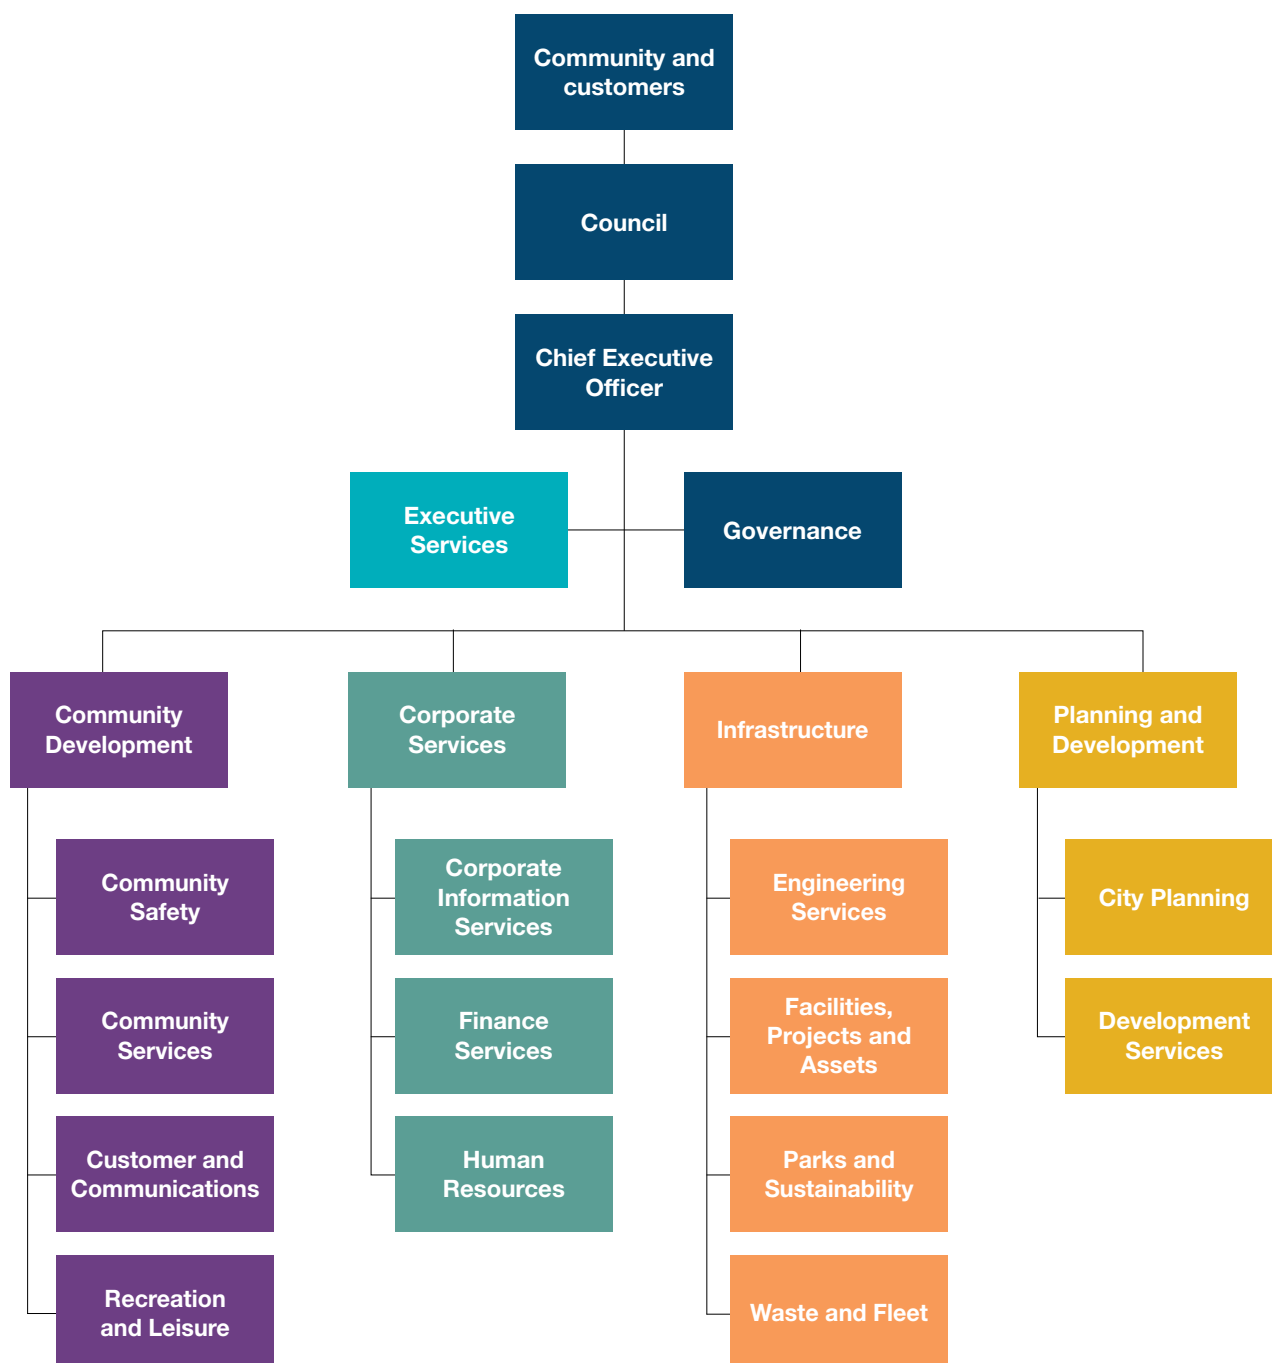 Community and
customers
Council
Chief Executive
Officer
Executive
Services
Governance
Community
Development
Corporate
Services
Infrastructure
Planning and
Development
Community
Safety
Community
Services
Customer and
Communications
Recreation
and Leisure
Corporate
Information
Services
Finance
Services
Human
Resources
Engineering
Services
Facilities,
Projects and
Assets
Parks and
Sustainability
Waste and Fleet
City Planning
Development
Services